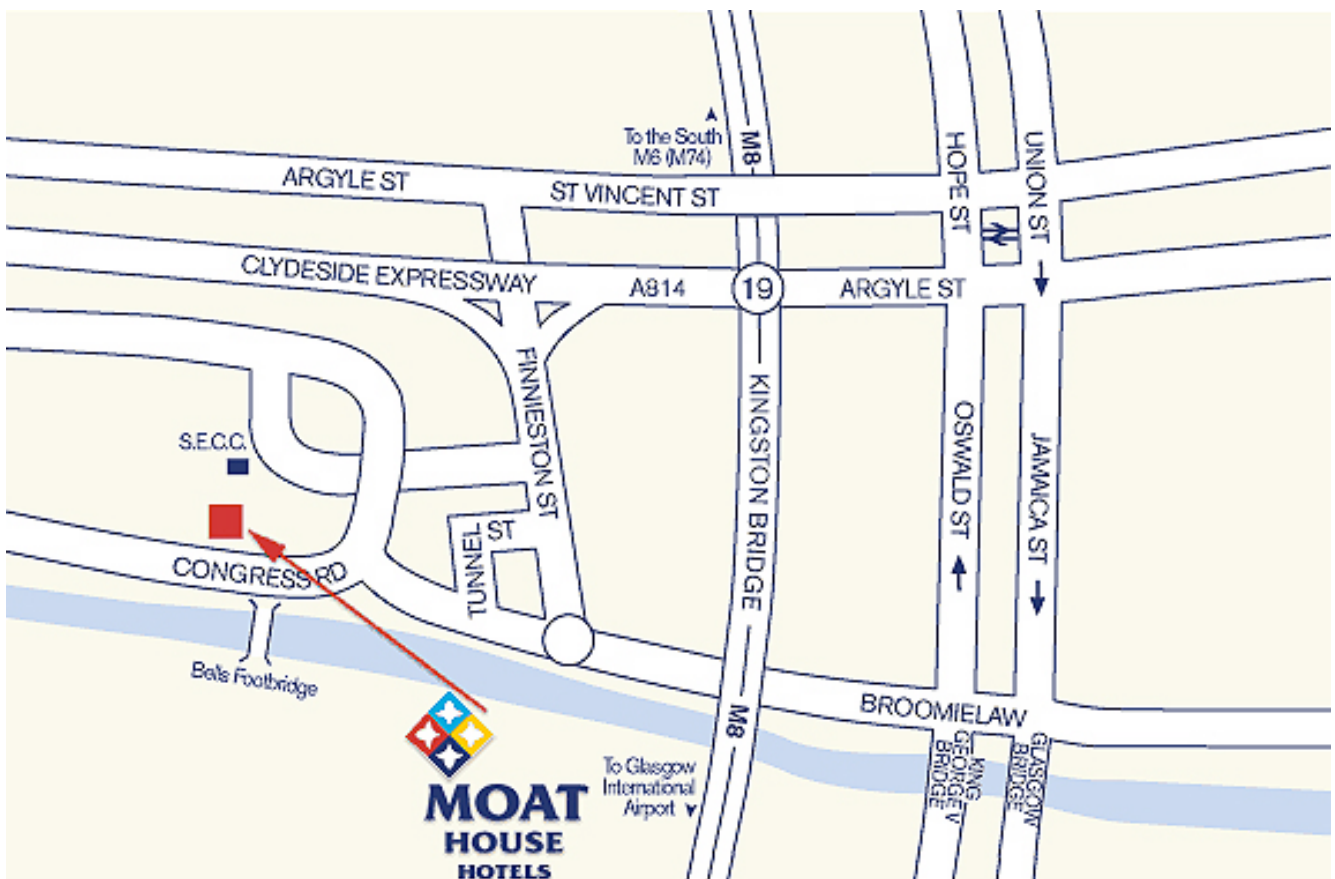 To the South
M6 (M74)
M8
HOPE ST
UNION ST
ARGYLE ST
ST VINCENT ST
CLYDESIDE EXPRESSWAY
A814
19
ARGYLE ST
FINNIESTON ST
KINGSTON BRIDGE
OSWALD ST
JAMAICA ST
S.E.C.C.
TUNNEL ST
CONGRESS RD
Bells Footbridge
BROOMIELAW
M8
KING
GEORGE V
BRIDGE
GLASGOW
BRIDGE
To Glasgow
International
Airport
MOAT
HOUSE
HOTELS